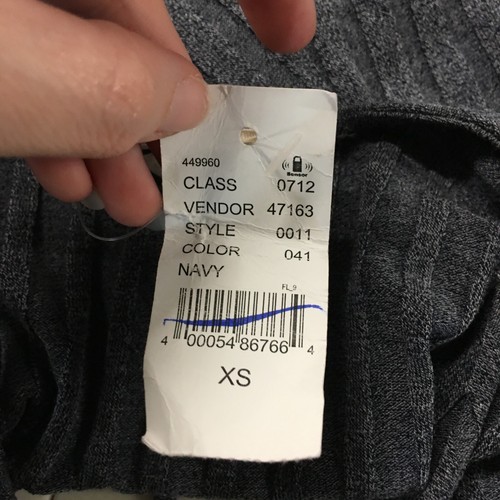 449960
Sensor
CLASS 0712
VENDOR 47163
STYLE 0011
COLOR 041
NAVY
FL_9
4 00054 86766 4
XS